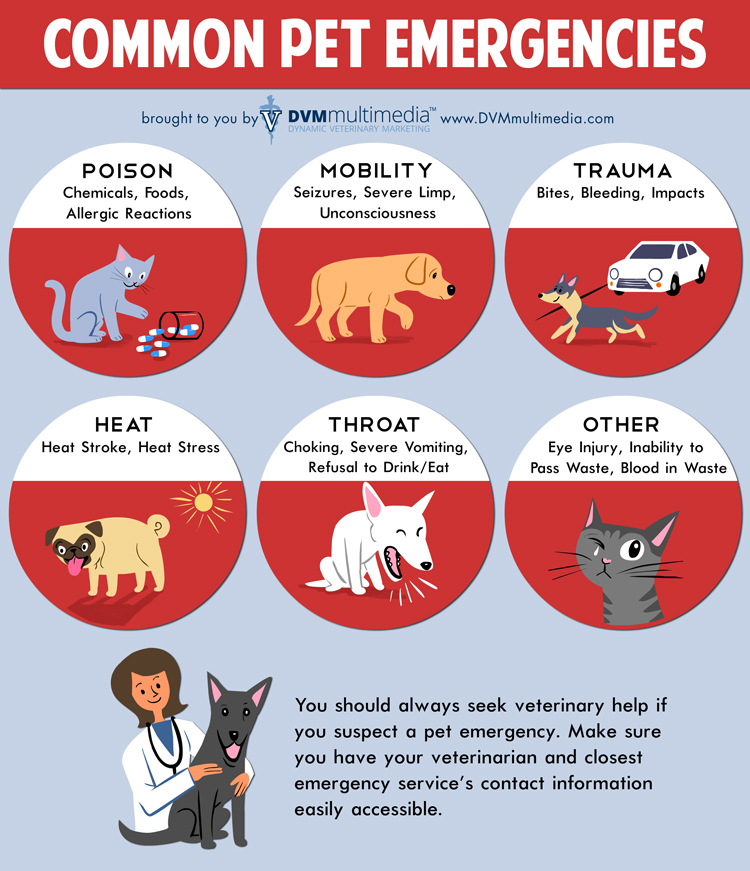 COMMON PET EMERGENCIES
brought to you by V DVMmultimedia™ www.DVMmultimedia.com
DYNAMIC VETERINARY MARKETING
POISON
Chemicals, Foods,
Allergic Reactions
MOBILITY
Seizures, Severe Limp,
Unconsciousness
TRAUMA
Bites, Bleeding, Impacts
HEAT
Heat Stroke, Heat Stress
THROAT
Choking, Severe Vomiting,
Refusal to Drink/Eat
OTHER
Eye Injury, Inability to
Pass Waste, Blood in Waste
You should always seek veterinary help if
you suspect a pet emergency. Make sure
you have your veterinarian and closest
emergency service's contact information
easily accessible.